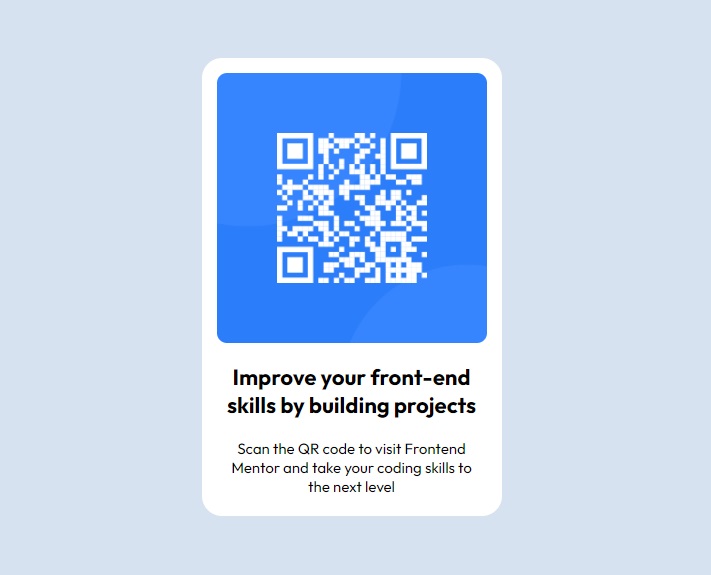 Improve your front-end
skills by building projects
Scan the QR code to visit Frontend
Mentor and take your coding skills to
the next level